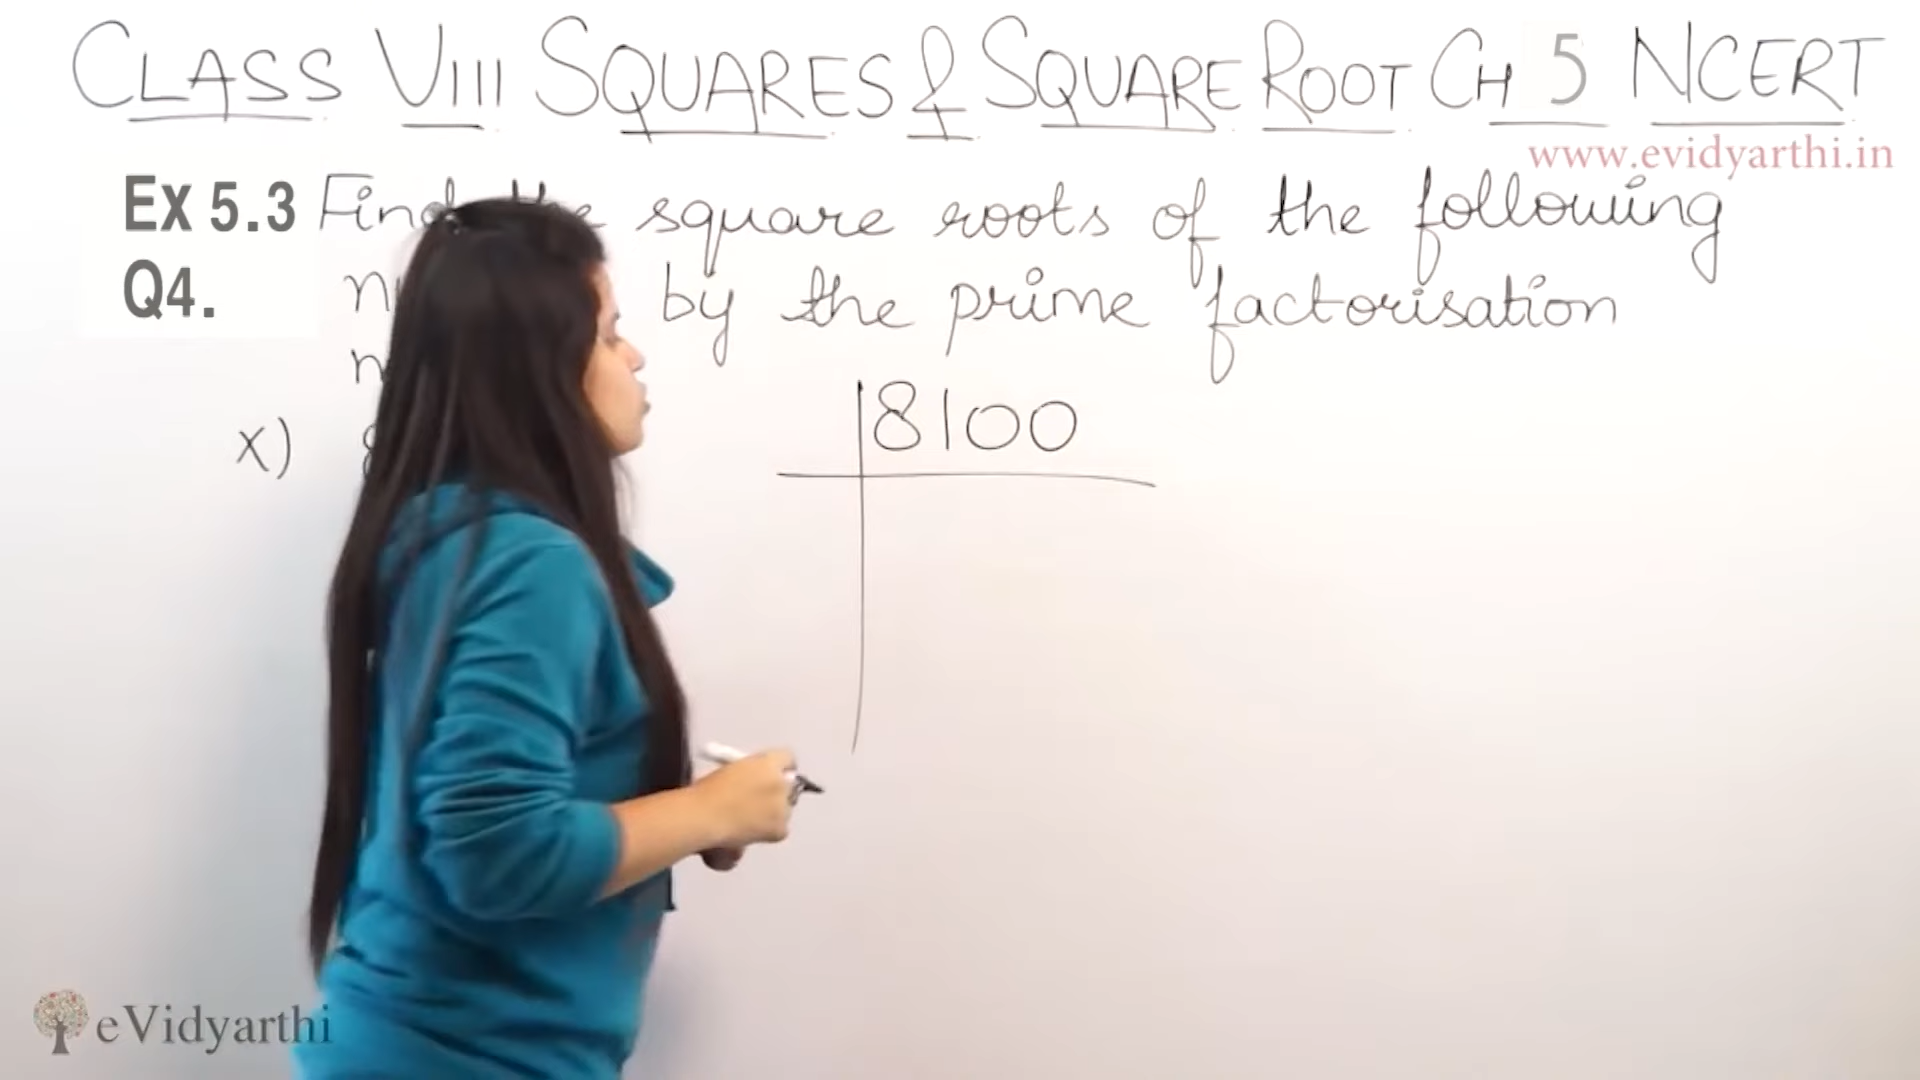 CLASS VIII SQUARES & SQUARE ROOT CH 5 NCERT
www.evidyarthi.in
Ex 5.3 Find the square roots of the following
Q4. by the prime factorisation
x) 8100
eVidyarthi